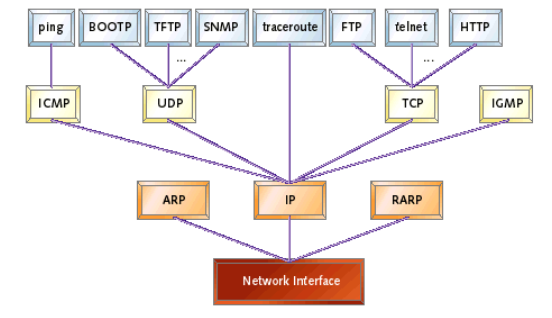 ping BOOTP TFTP SNMP traceroute FTP telnet HTTP
... ...
ICMP UDP TCP IGMP
ARP IP RARP
Network Interface